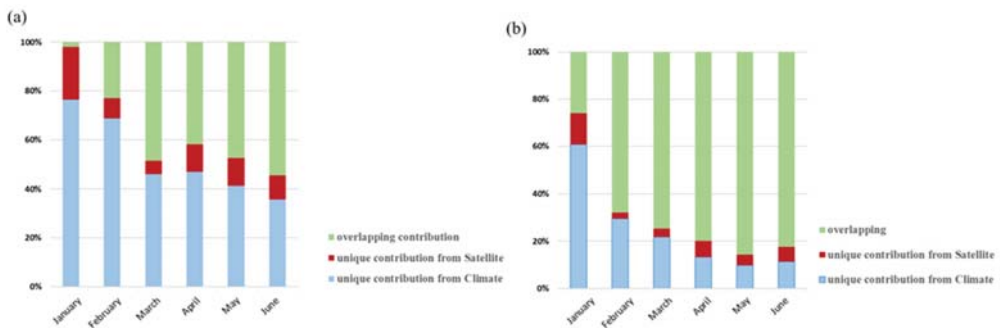 (a)
100%
80%
60%
40%
20%
0%
January
February
March
April
May
June
overlapping contribution
unique contribution from Satellite
unique contribution from Climate
(b)
100%
80%
60%
40%
20%
0%
January
February
March
April
May
June
overlapping
unique contribution from Satellite
unique contribution from Climate